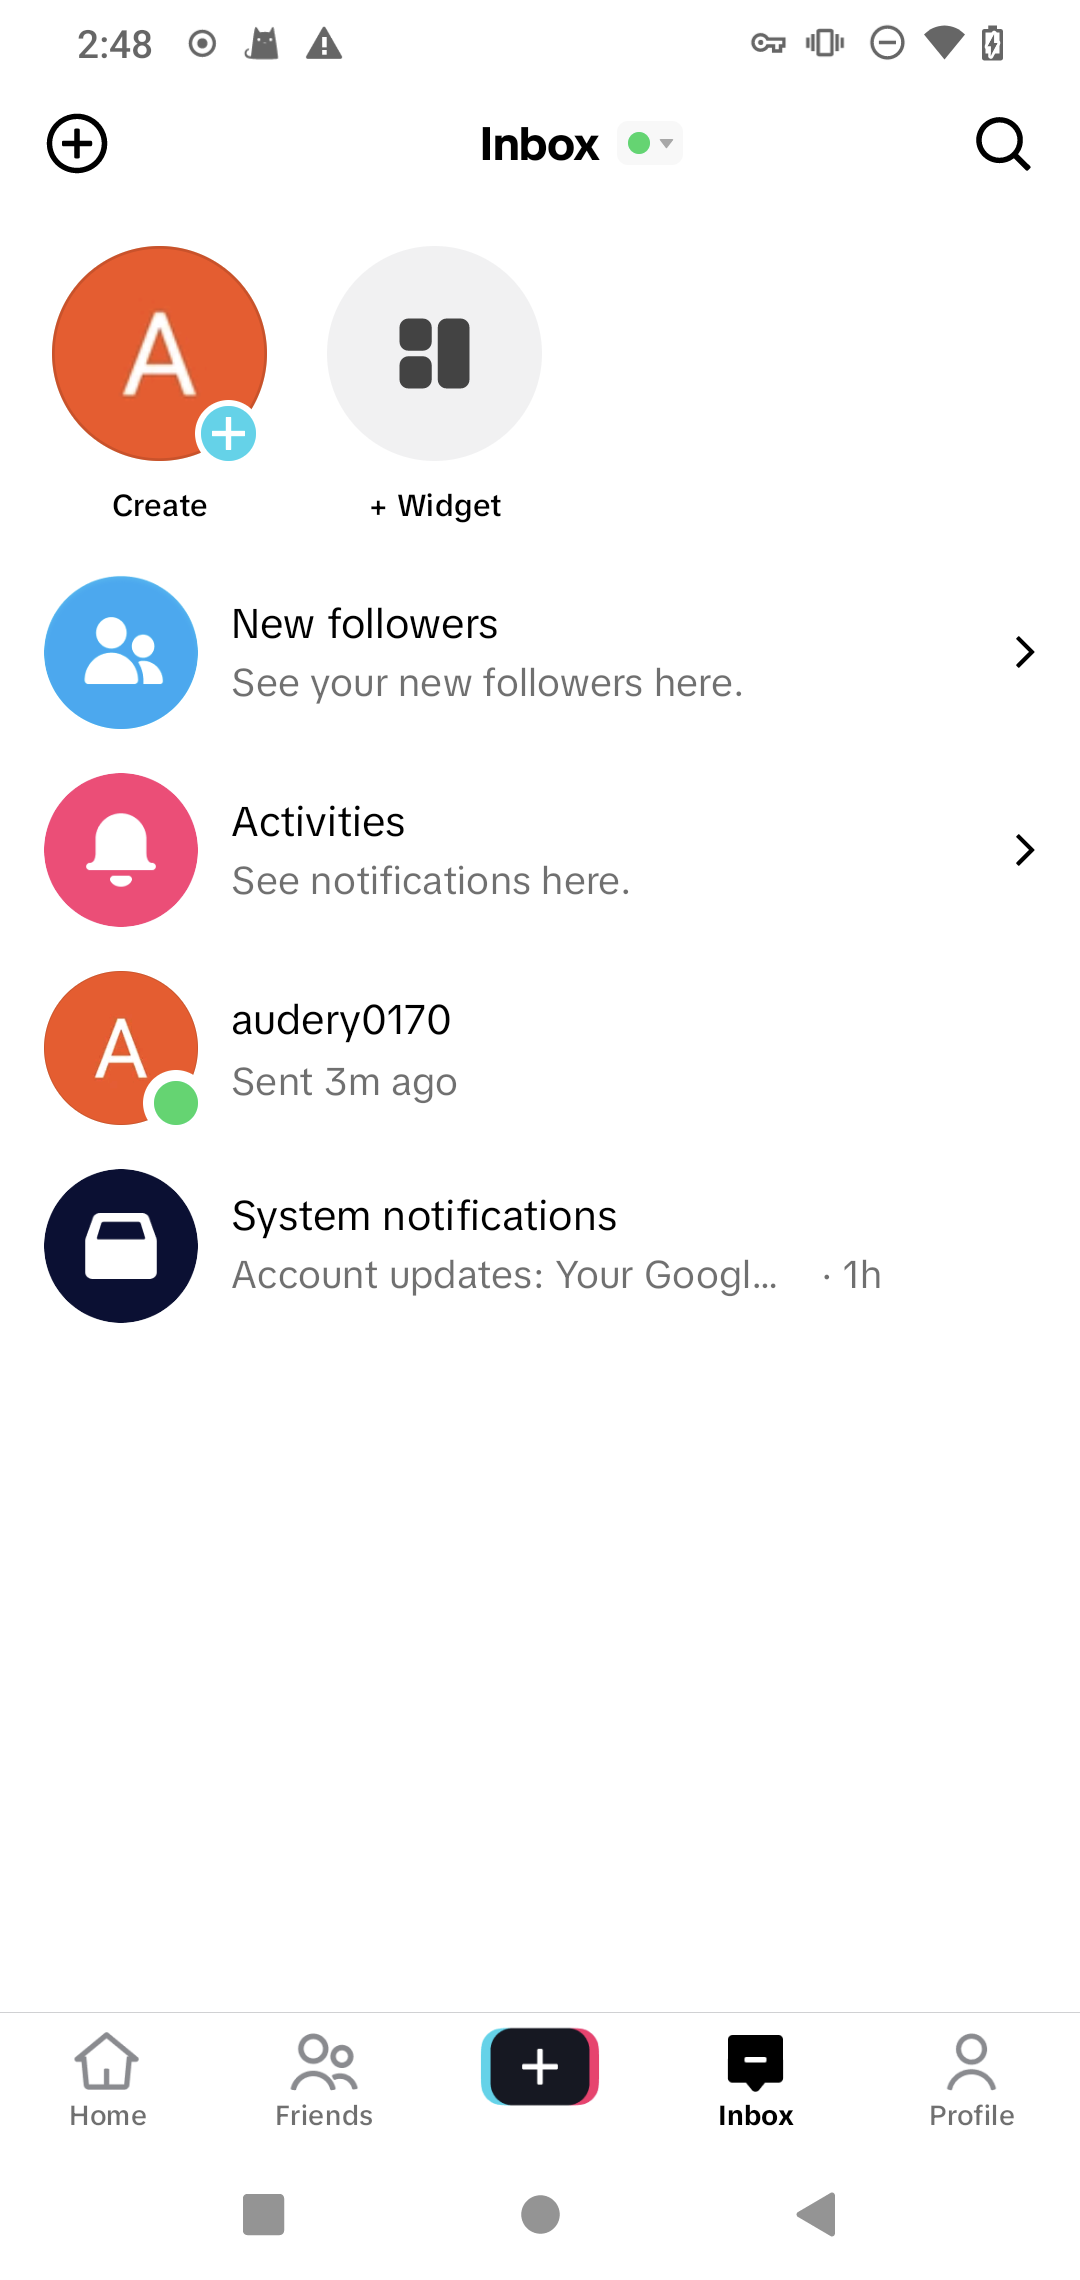 2:48
Inbox
A
Create
+ Widget
New followers
See your new followers here.
Activities
See notifications here.
A
audery0170
Sent 3m ago
System notifications
Account updates: Your Googl... · 1h
Home
Friends
Inbox
Profile